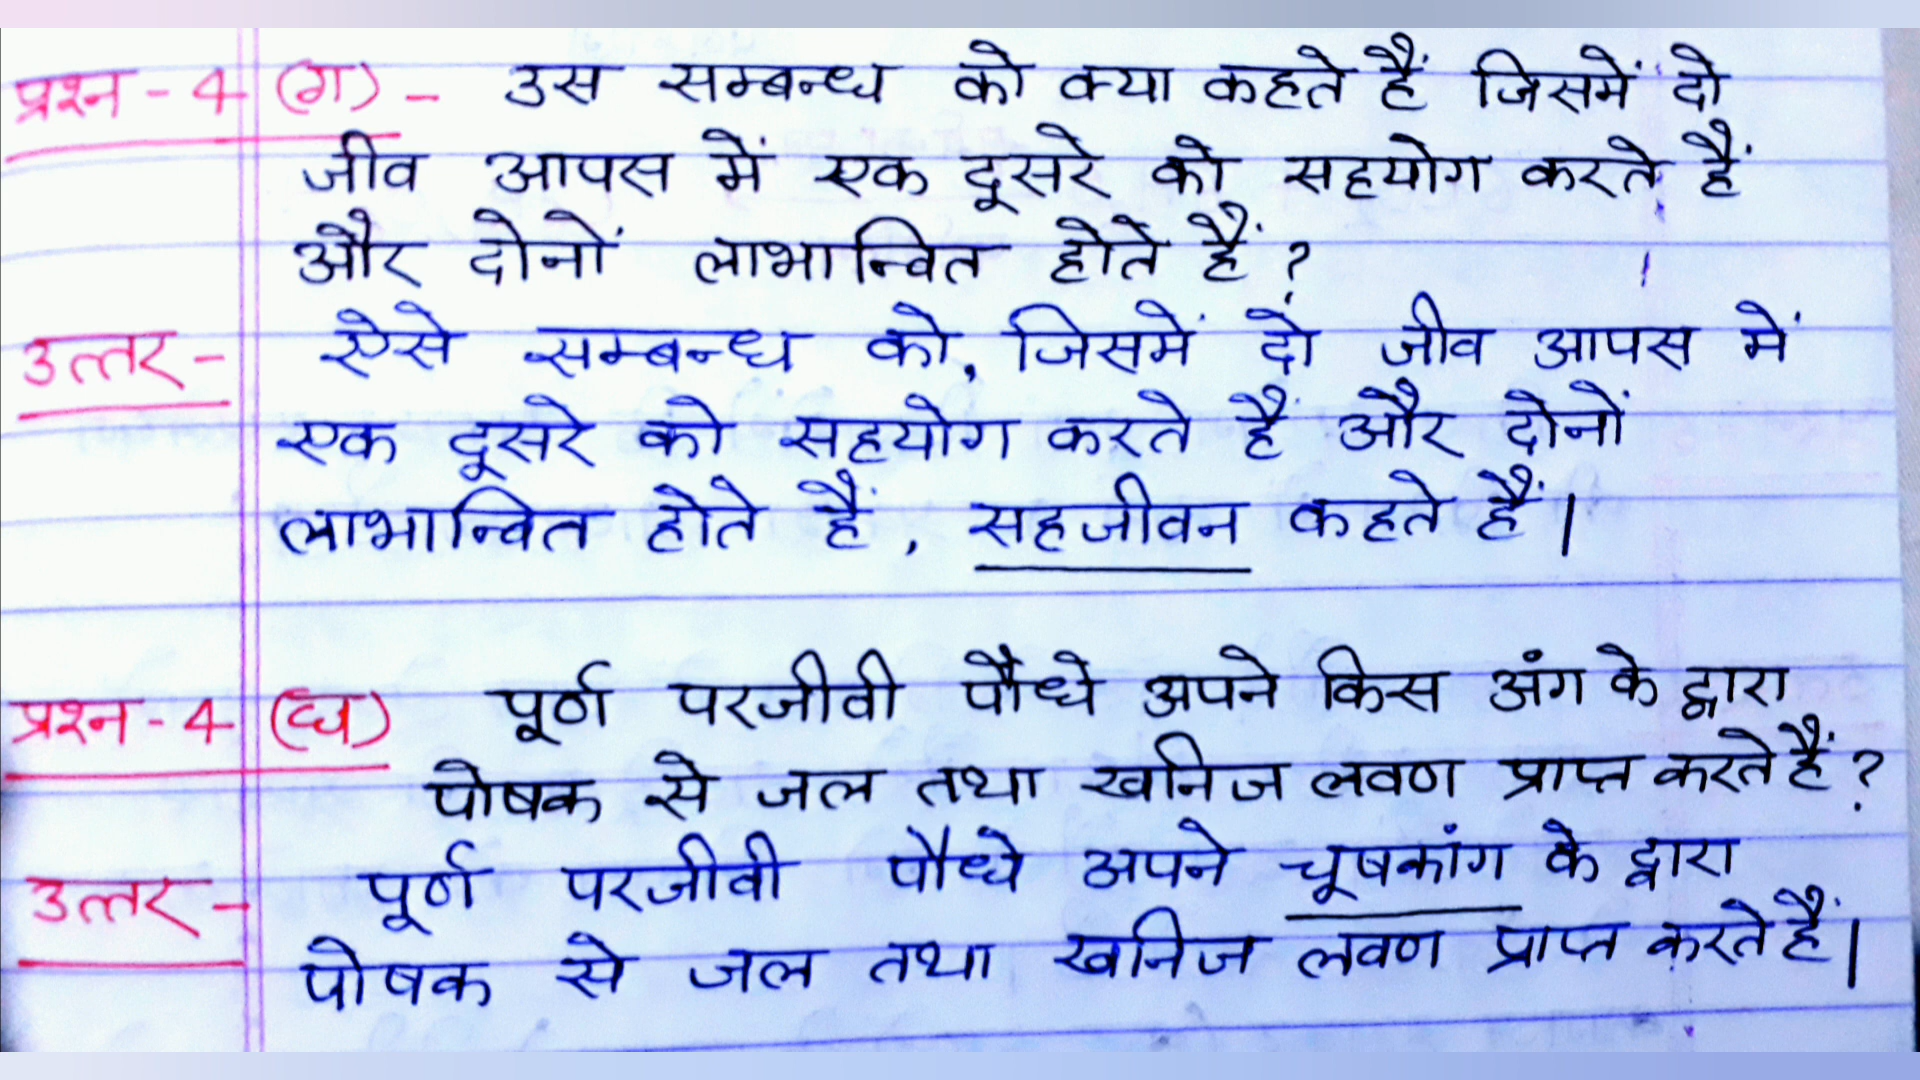 प्रश्न - 4 (ग) - उस सम्बन्ध को क्या कहते हैं जिसमें दो
जीव आपस में एक दूसरे को सहयोग करते हैं
और दोनों लाभान्वित होते हैं ?
उत्तर - ऐसे सम्बन्ध को, जिसमें दो जीव आपस में
एक दूसरे को सहयोग करते हैं और दोनों
लाभान्वित होते हैं, सहजीवन कहते हैं।
प्रश्न - 4 (घ) पूर्ण परजीवी पौधे अपने किस अंग के द्वारा
पोषक से जल तथा खनिज लवण प्राप्त करते हैं ?
उत्तर - पूर्ण परजीवी पौधे अपने चूषकांग के द्वारा
पोषक से जल तथा खनिज लवण प्राप्त करते हैं।